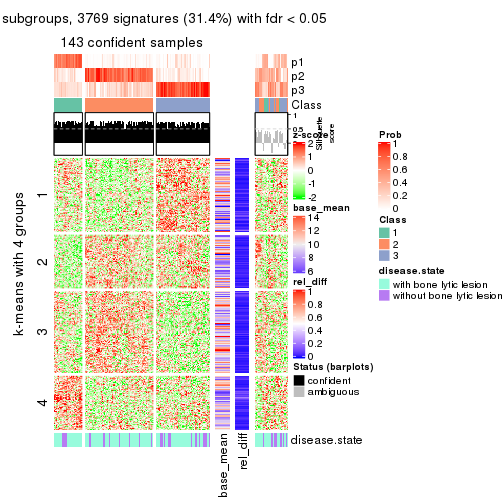 subgroups, 3769 signatures (31.4%) with fdr < 0.05
143 confident samples
p1
p2
p3
Class
1
0.5
0
Silhouette
score
k-means with 4 groups
1
2
3
4
disease.state
base_mean
rel_diff
z-score
2
1
0
-1
-2
base_mean
14
12
10
8
6
rel_diff
1
0.8
0.6
0.4
0.2
0
Status (barplots)
confident
ambiguous
Prob
1
0.8
0.6
0.4
0.2
0
Class
1
2
3
disease.state
with bone lytic lesion
without bone lytic lesion